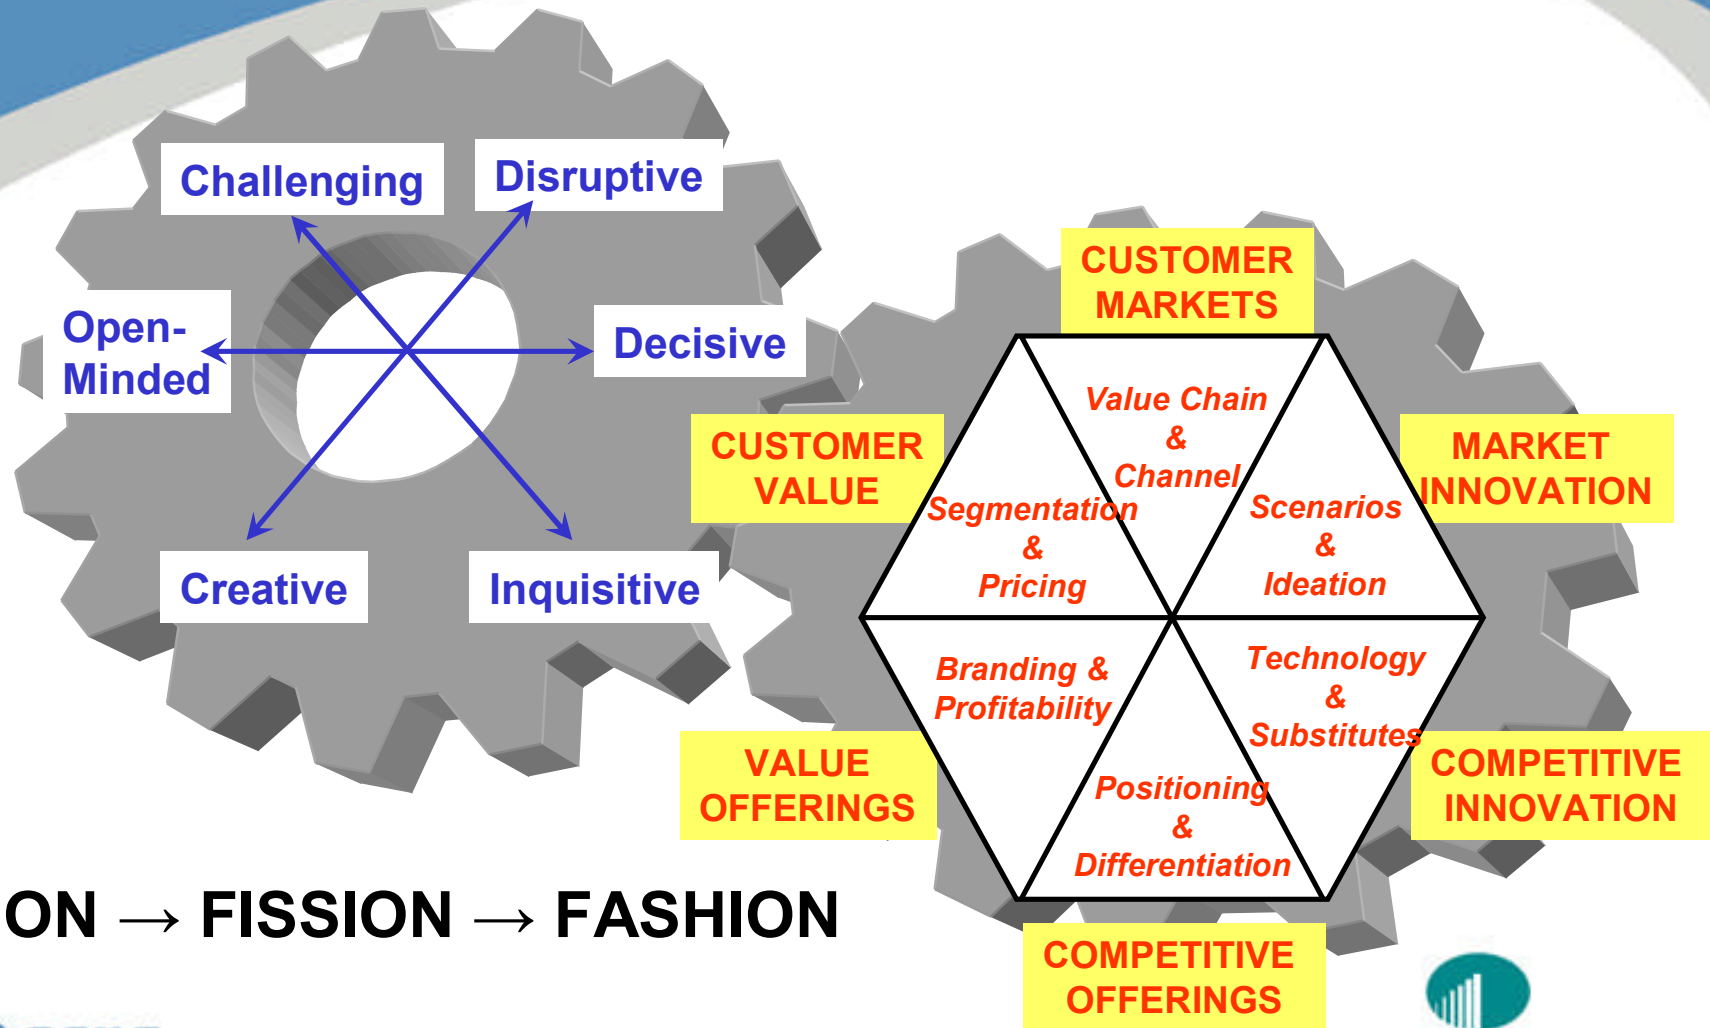 Challenging
Disruptive
Open-
Minded
Decisive
Creative
Inquisitive
CUSTOMER
MARKETS
CUSTOMER
VALUE
MARKET
INNOVATION
Value Chain
&
Channel
Segmentation
&
Pricing
Scenarios
&
Ideation
Branding &
Profitability
Technology
&
Substitutes
Positioning
&
Differentiation
VALUE
OFFERINGS
COMPETITIVE
INNOVATION
COMPETITIVE
OFFERINGS
ON → FISSION → FASHION